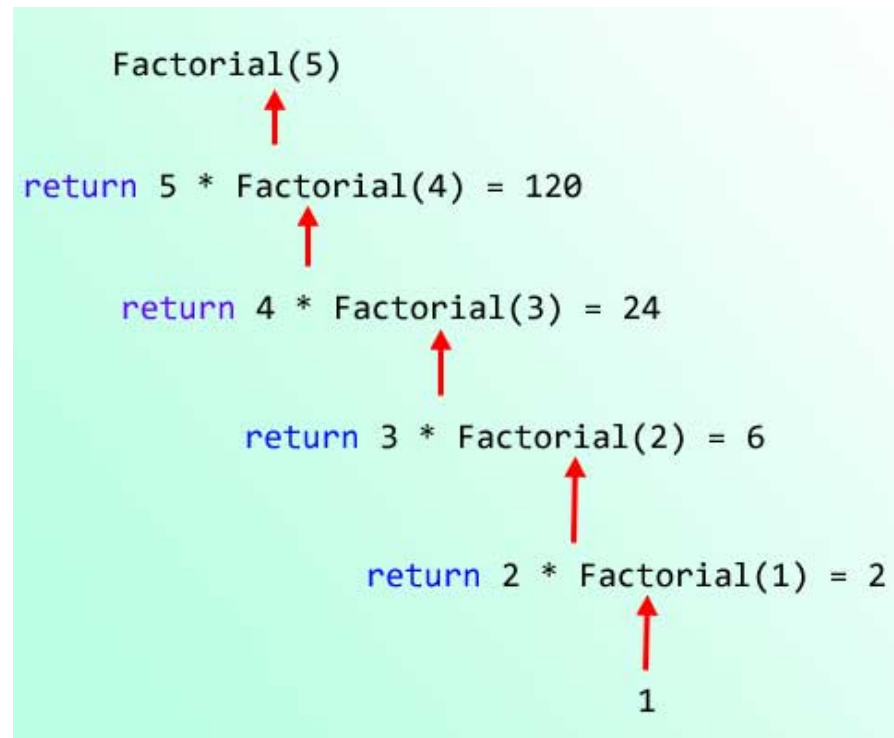 Factorial(5)
return 5 * Factorial(4) = 120
return 4 * Factorial(3) = 24
return 3 * Factorial(2) = 6
return 2 * Factorial(1) = 2
1